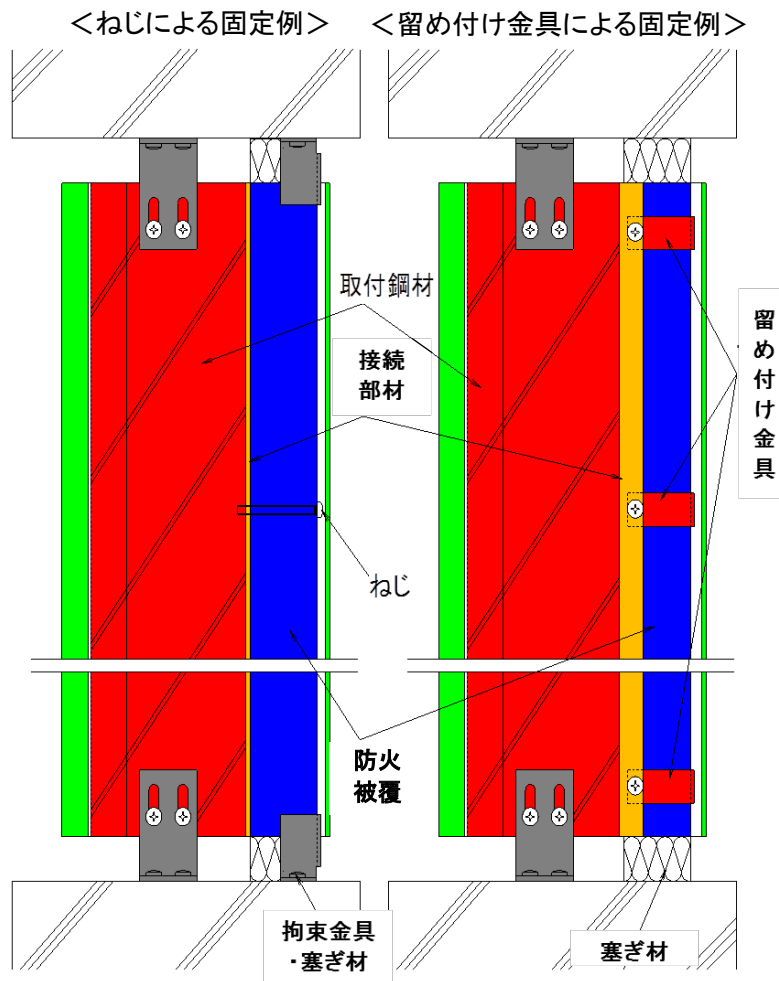 ＜ねじによる固定例＞
＜留め付け金具による固定例＞
取付鋼材
接続
部材
留め付け金具
ねじ
防火
被覆
拘束金具
・塞ぎ材
塞ぎ材